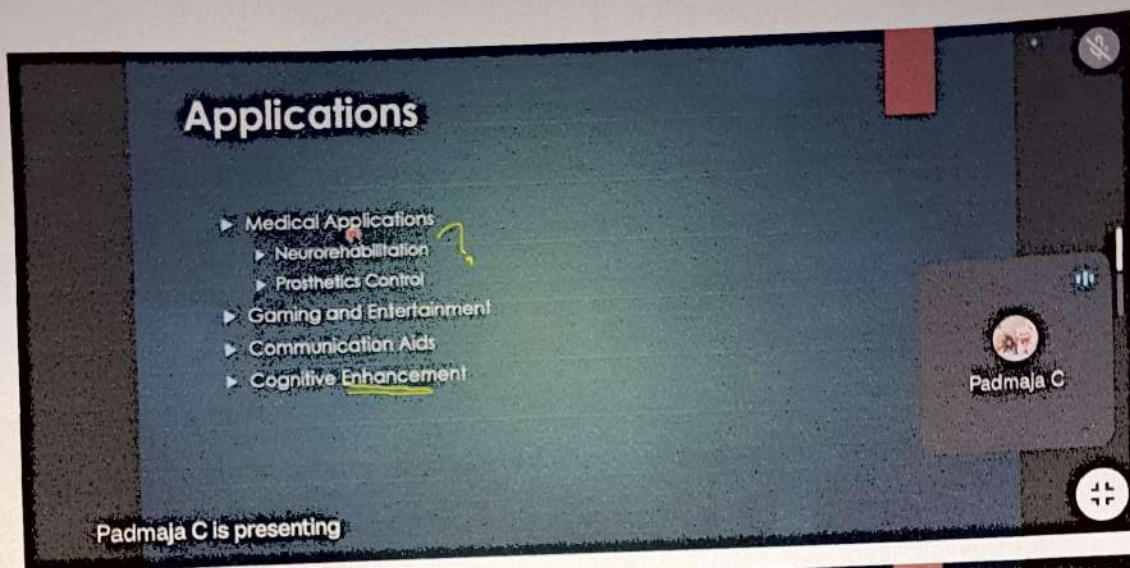 Applications
Medical Applications
Neurorehabilitation
Prosthetics Control
Gaming and Entertainment
Communication Aids
Cognitive Enhancement
Padmaja C
Padmaja C is presenting